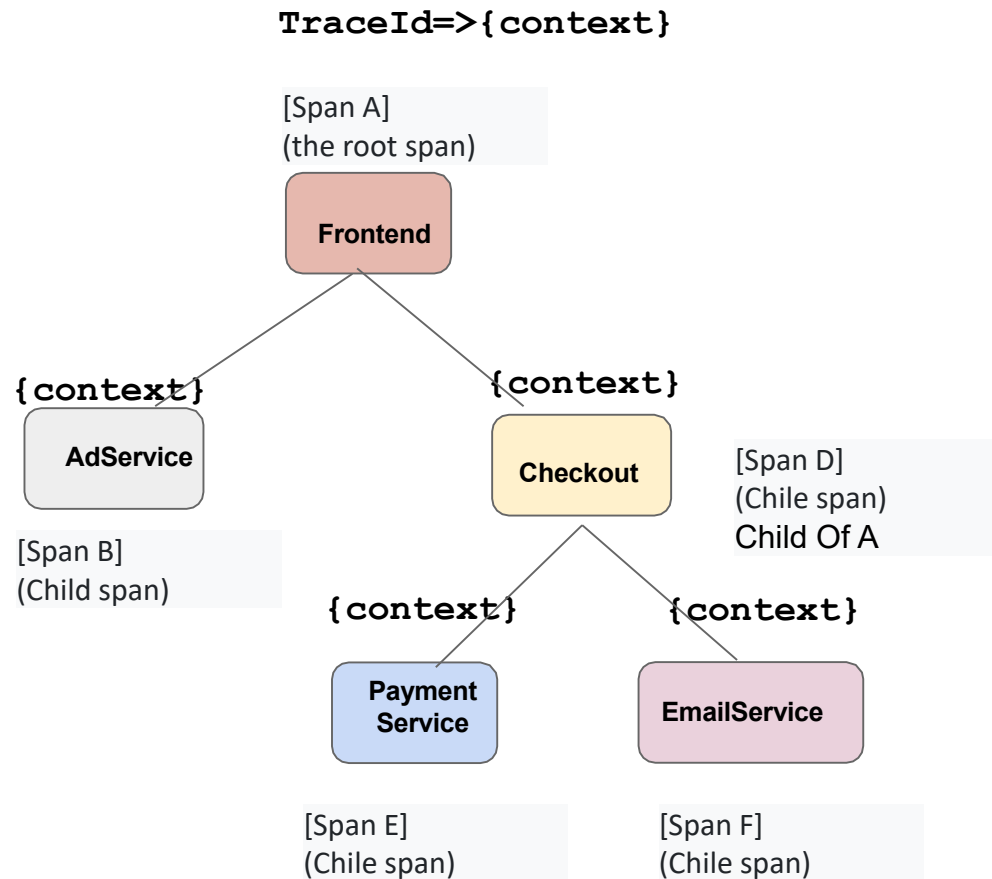 TraceId=>{context}
[Span A]
(the root span)
Frontend
{context}
{context}
AdService
Checkout
[Span D]
(Chile span)
Child Of A
[Span B]
(Child span)
{context}
{context}
Payment
Service
EmailService
[Span E]
(Chile span)
[Span F]
(Chile span)